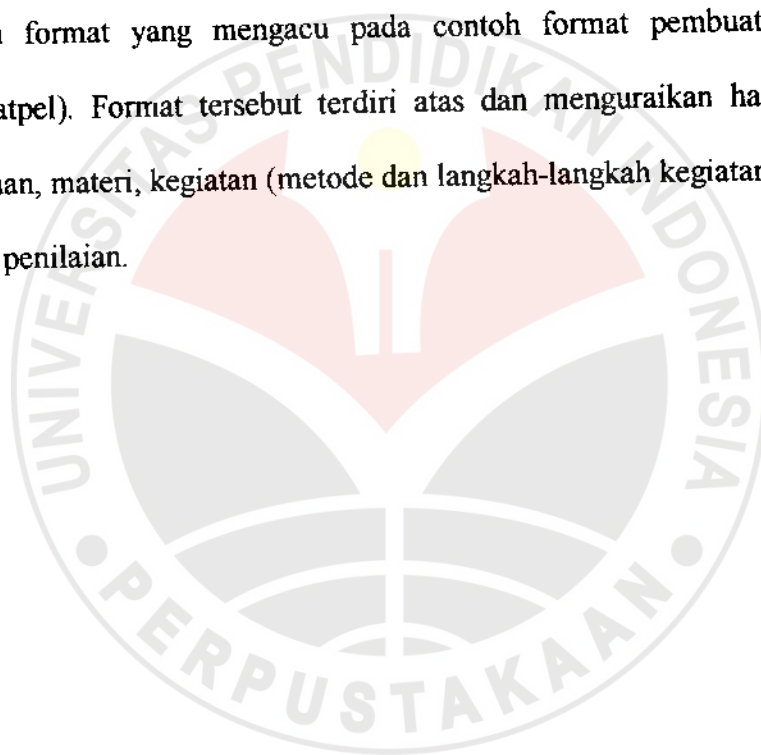 format yang mengacu pada contoh format pembuat
atpel). Format tersebut terdiri atas dan menguraikan ha
an, materi, kegiatan (metode dan langkah-langkah kegiatan
penilaian.
UNIVERSITAS PENDIDIKAN INDONESIA
PERPUSTAKAAN